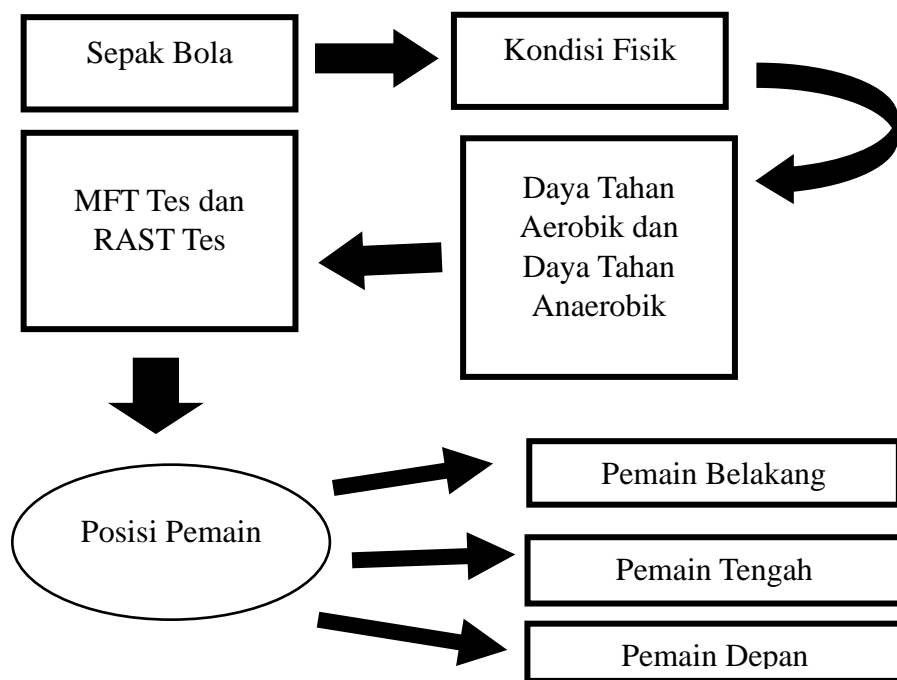 Sepak Bola
Kondisi Fisik
Daya Tahan
Aerobik dan
Daya Tahan
Anaerobik
MFT Tes dan
RAST Tes
Posisi Pemain
Pemain Belakang
Pemain Tengah
Pemain Depan